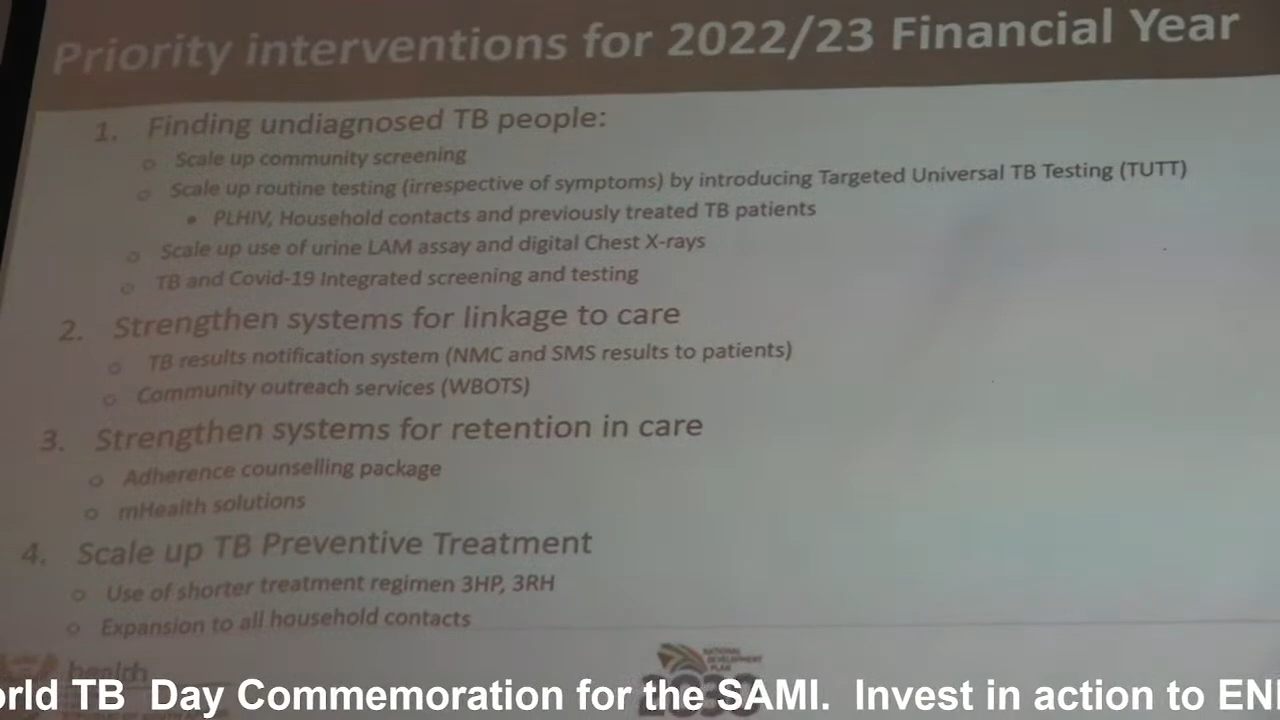 Priority interventions for 2022/23 Financial Year
1. Finding undiagnosed TB people:
o Scale up community screening
o Scale up routine testing (irrespective of symptoms) by introducing Targeted Universal TB Testing (TUTT)
• PLHIV, Household contacts and previously treated TB patients
o Scale up use of urine LAM assay and digital Chest X-rays
o TB and Covid-19 Integrated screening and testing
2. Strengthen systems for linkage to care
o TB results notification system (NMC and SMS results to patients)
o Community outreach services (WBOTS)
3. Strengthen systems for retention in care
o Adherence counselling package
o mHealth solutions
4. Scale up TB Preventive Treatment
o Use of shorter treatment regimen 3HP, 3RH
o Expansion to all household contacts
health
NATIONAL
DEVELOPMENT
PLAN
2030
orld TB Day Commemoration for the SAMI. Invest in action to EN